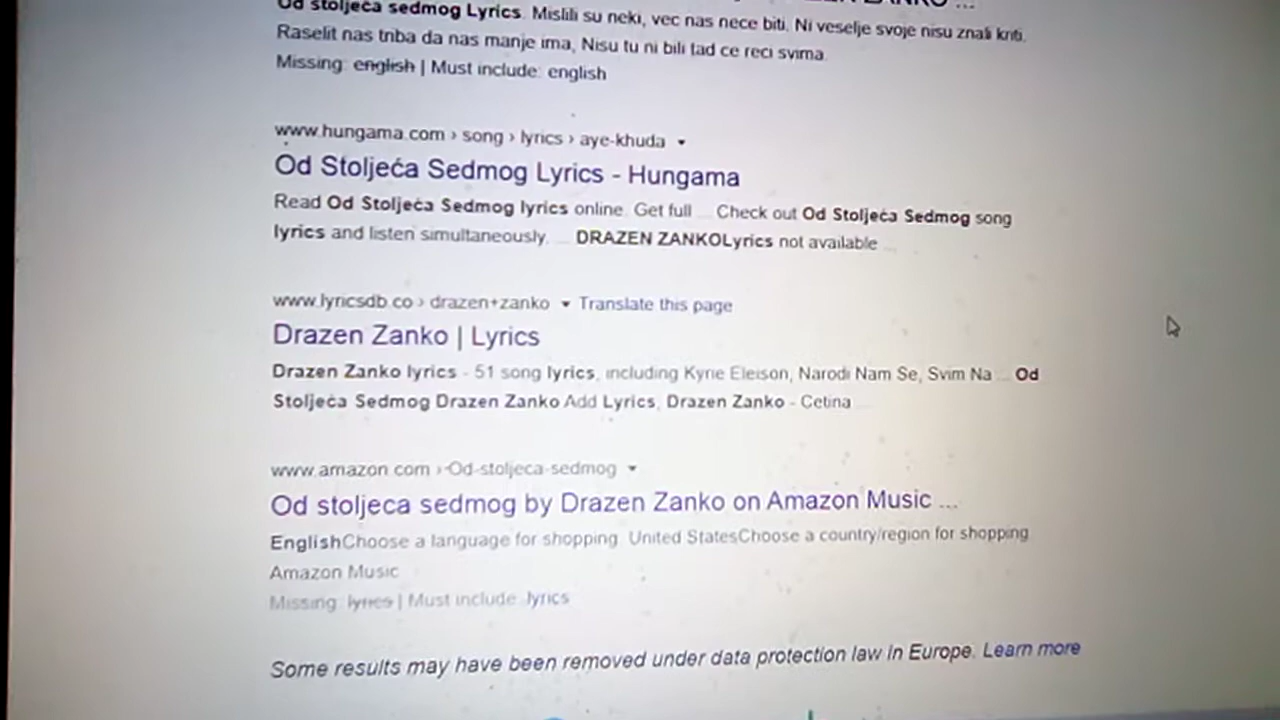 Od stoljeća sedmog Lyrics. Mislili su neki, vec nas nece biti, Ni veselje svoje nisu znali kriti.
Raselit nas triba da nas manje ima, Nisu tu ni bili tad ce reci svima.
Missing: english | Must include: english
www.hungama.com › song › lyrics › aye-khuda
Od Stoljeća Sedmog Lyrics - Hungama
Read Od Stoljeća Sedmog lyrics online. Get full ... Check out Od Stoljeća Sedmog song
lyrics and listen simultaneously. ... DRAZEN ZANKOLyrics not available ...
www.lyricsdb.co › drazen+zanko Translate this page
Drazen Zanko | Lyrics
Drazen Zanko lyrics - 51 song lyrics, including Kyrie Eleison, Narodi Nam Se, Svim Na ... Od
Stoljeća Sedmog Drazen Zanko Add Lyrics, Drazen Zanko - Cetina ...
www.amazon.com › Od-stoljeca-sedmog
Od stoljeca sedmog by Drazen Zanko on Amazon Music ...
EnglishChoose a language for shopping. United StatesChoose a country/region for shopping.
Amazon Music
Missing: lyrics | Must include: lyrics
Some results may have been removed under data protection law in Europe. Learn more